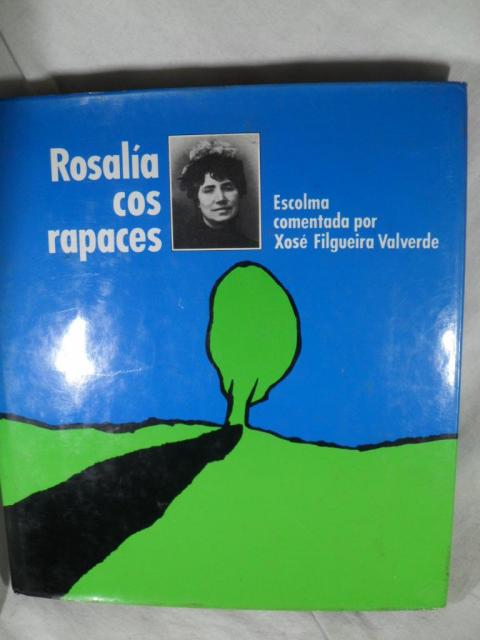 Rosalía
cos
rapaces
Escolma
comentada por
Xosé Filgueira Valverde